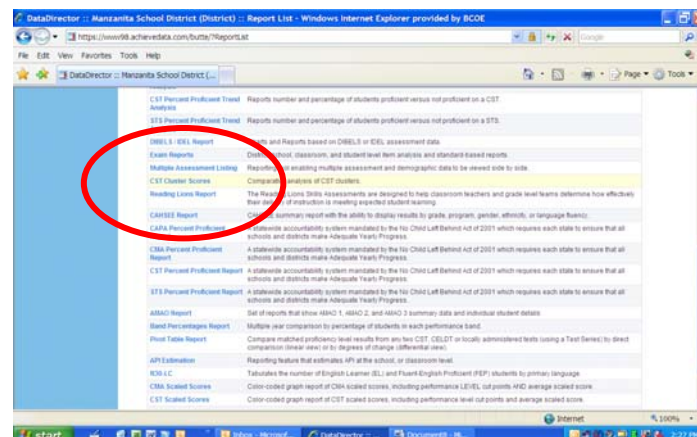 DataDirector :: Manzanita School District (District) :: Report List - Windows Internet Explorer provided by BCOE
https://www98.achievedata.com/butte/?ReportList
Google
File Edit View Favorites Tools Help
DataDirector :: Manzanita School District (...
Page Tools
Analysis
CST Percent Proficient Trend Analysis
Reports number and percentage of students proficient versus not proficient on a CST.
STS Percent Proficient Trend Analysis
Reports number and percentage of students proficient versus not proficient on a STS.
DIBELS / IDEL Report
and Reports based on DIBELS or IDEL assessment data.
Exam Reports
District, school, classroom, and student level item analysis and standard based reports.
Multiple Assessment Listing
Reporting tool enabling multiple assessment and demographic data to be viewed side by side.
CST Cluster Scores
Comparative analysis of CST clusters.
Reading Lions Report
The Reading Lions Skills Assessments are designed to help classroom teachers and grade level teams determine how effectively
their delivery of instruction is meeting expected student learning.
CAHSEE Report
summary report with the ability to display results by grade, program, gender, ethnicity, or language fluency.
CAPA Percent Proficient
A statewide accountability system mandated by the No Child Left Behind Act of 2001 which requires each state to ensure that all
schools and districts make Adequate Yearly Progress.
CMA Percent Proficient Report
A statewide accountability system mandated by the No Child Left Behind Act of 2001 which requires each state to ensure that all
schools and districts make Adequate Yearly Progress.
CST Percent Proficient Report
A statewide accountability system mandated by the No Child Left Behind Act of 2001 which requires each state to ensure that all
schools and districts make Adequate Yearly Progress.
STS Percent Proficient Report
A statewide accountability system mandated by the No Child Left Behind Act of 2001 which requires each state to ensure that all
schools and districts make Adequate Yearly Progress.
AMAO Report
Set of reports that show AMAO 1, AMAO 2, and AMAO 3 summary data and individual student details.
Band Percentages Report
Multiple year comparison by percentage of students in each performance band.
Pivot Table Report
Compare matched proficiency level results from any two CST, CELDT or locally administered tests (using a Test Series) by direct
comparison (linear view) or by degrees of change (differential view).
API Estimation
Reporting feature that estimates API at the school, or classroom level.
R30-LC
Tabulates the number of English Learner (EL) and Fluent-English Proficient (FEP) students by primary language.
CMA Scaled Scores
Color-coded graph report of CMA scaled scores, including performance LEVEL cut points AND average scaled score.
CST Scaled Scores
Color-coded graph report of CST scaled scores, including performance level cut points and average scaled score.
Internet
100%
start
Inbox - Microsof...
DataDirector :: ...
Document8 - Mi...
2:27 PM